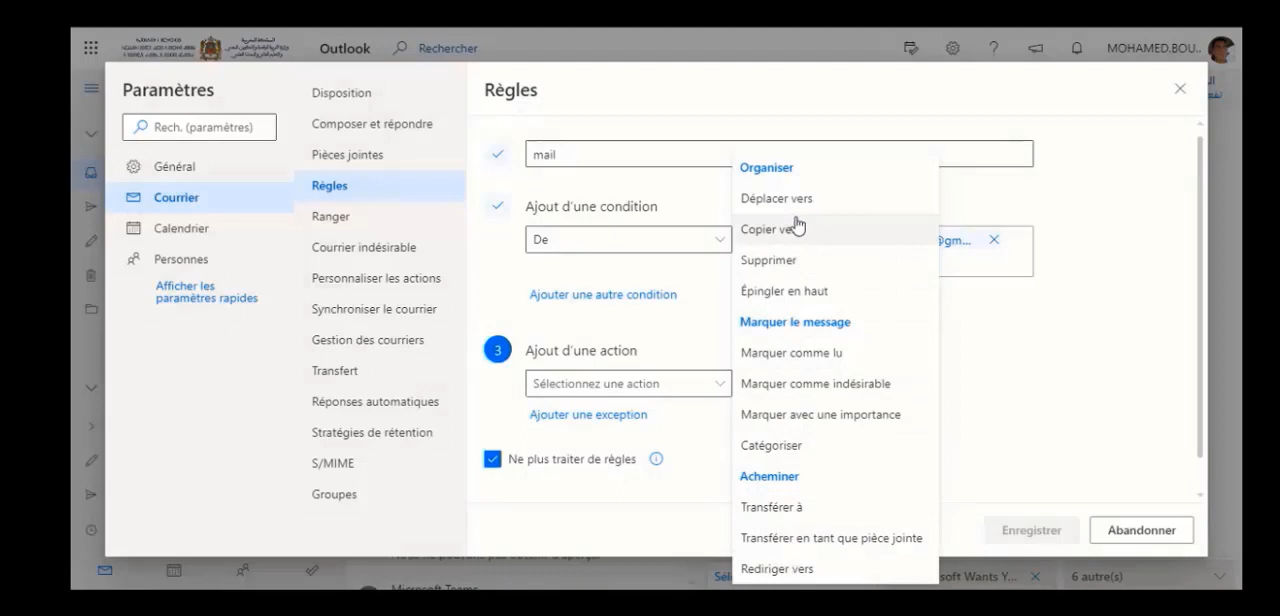 Outlook
Rechercher
MOHAMED.BOU..
Paramètres
Rech. (paramètres)
Général
Courrier
Calendrier
Personnes
Afficher les
paramètres rapides
Disposition
Composer et répondre
Pièces jointes
Règles
Ranger
Courrier indésirable
Personnaliser les actions
Synchroniser le courrier
Gestion des courriers
Transfert
Réponses automatiques
Stratégies de rétention
S/MIME
Groupes
Règles
mail
Ajout d'une condition
De
@gm...
Ajouter une autre condition
3
Ajout d'une action
Sélectionnez une action
Ajouter une exception
Ne plus traiter de règles
Organiser
Déplacer vers
Copier ve
Supprimer
Épingler en haut
Marquer le message
Marquer comme lu
Marquer comme indésirable
Marquer avec une importance
Catégoriser
Acheminer
Transférer à
Transférer en tant que pièce jointe
Rediriger vers
Enregistrer
Abandonner
Microsoft Teams
Sél
soft Wants Y...
6 autre(s)